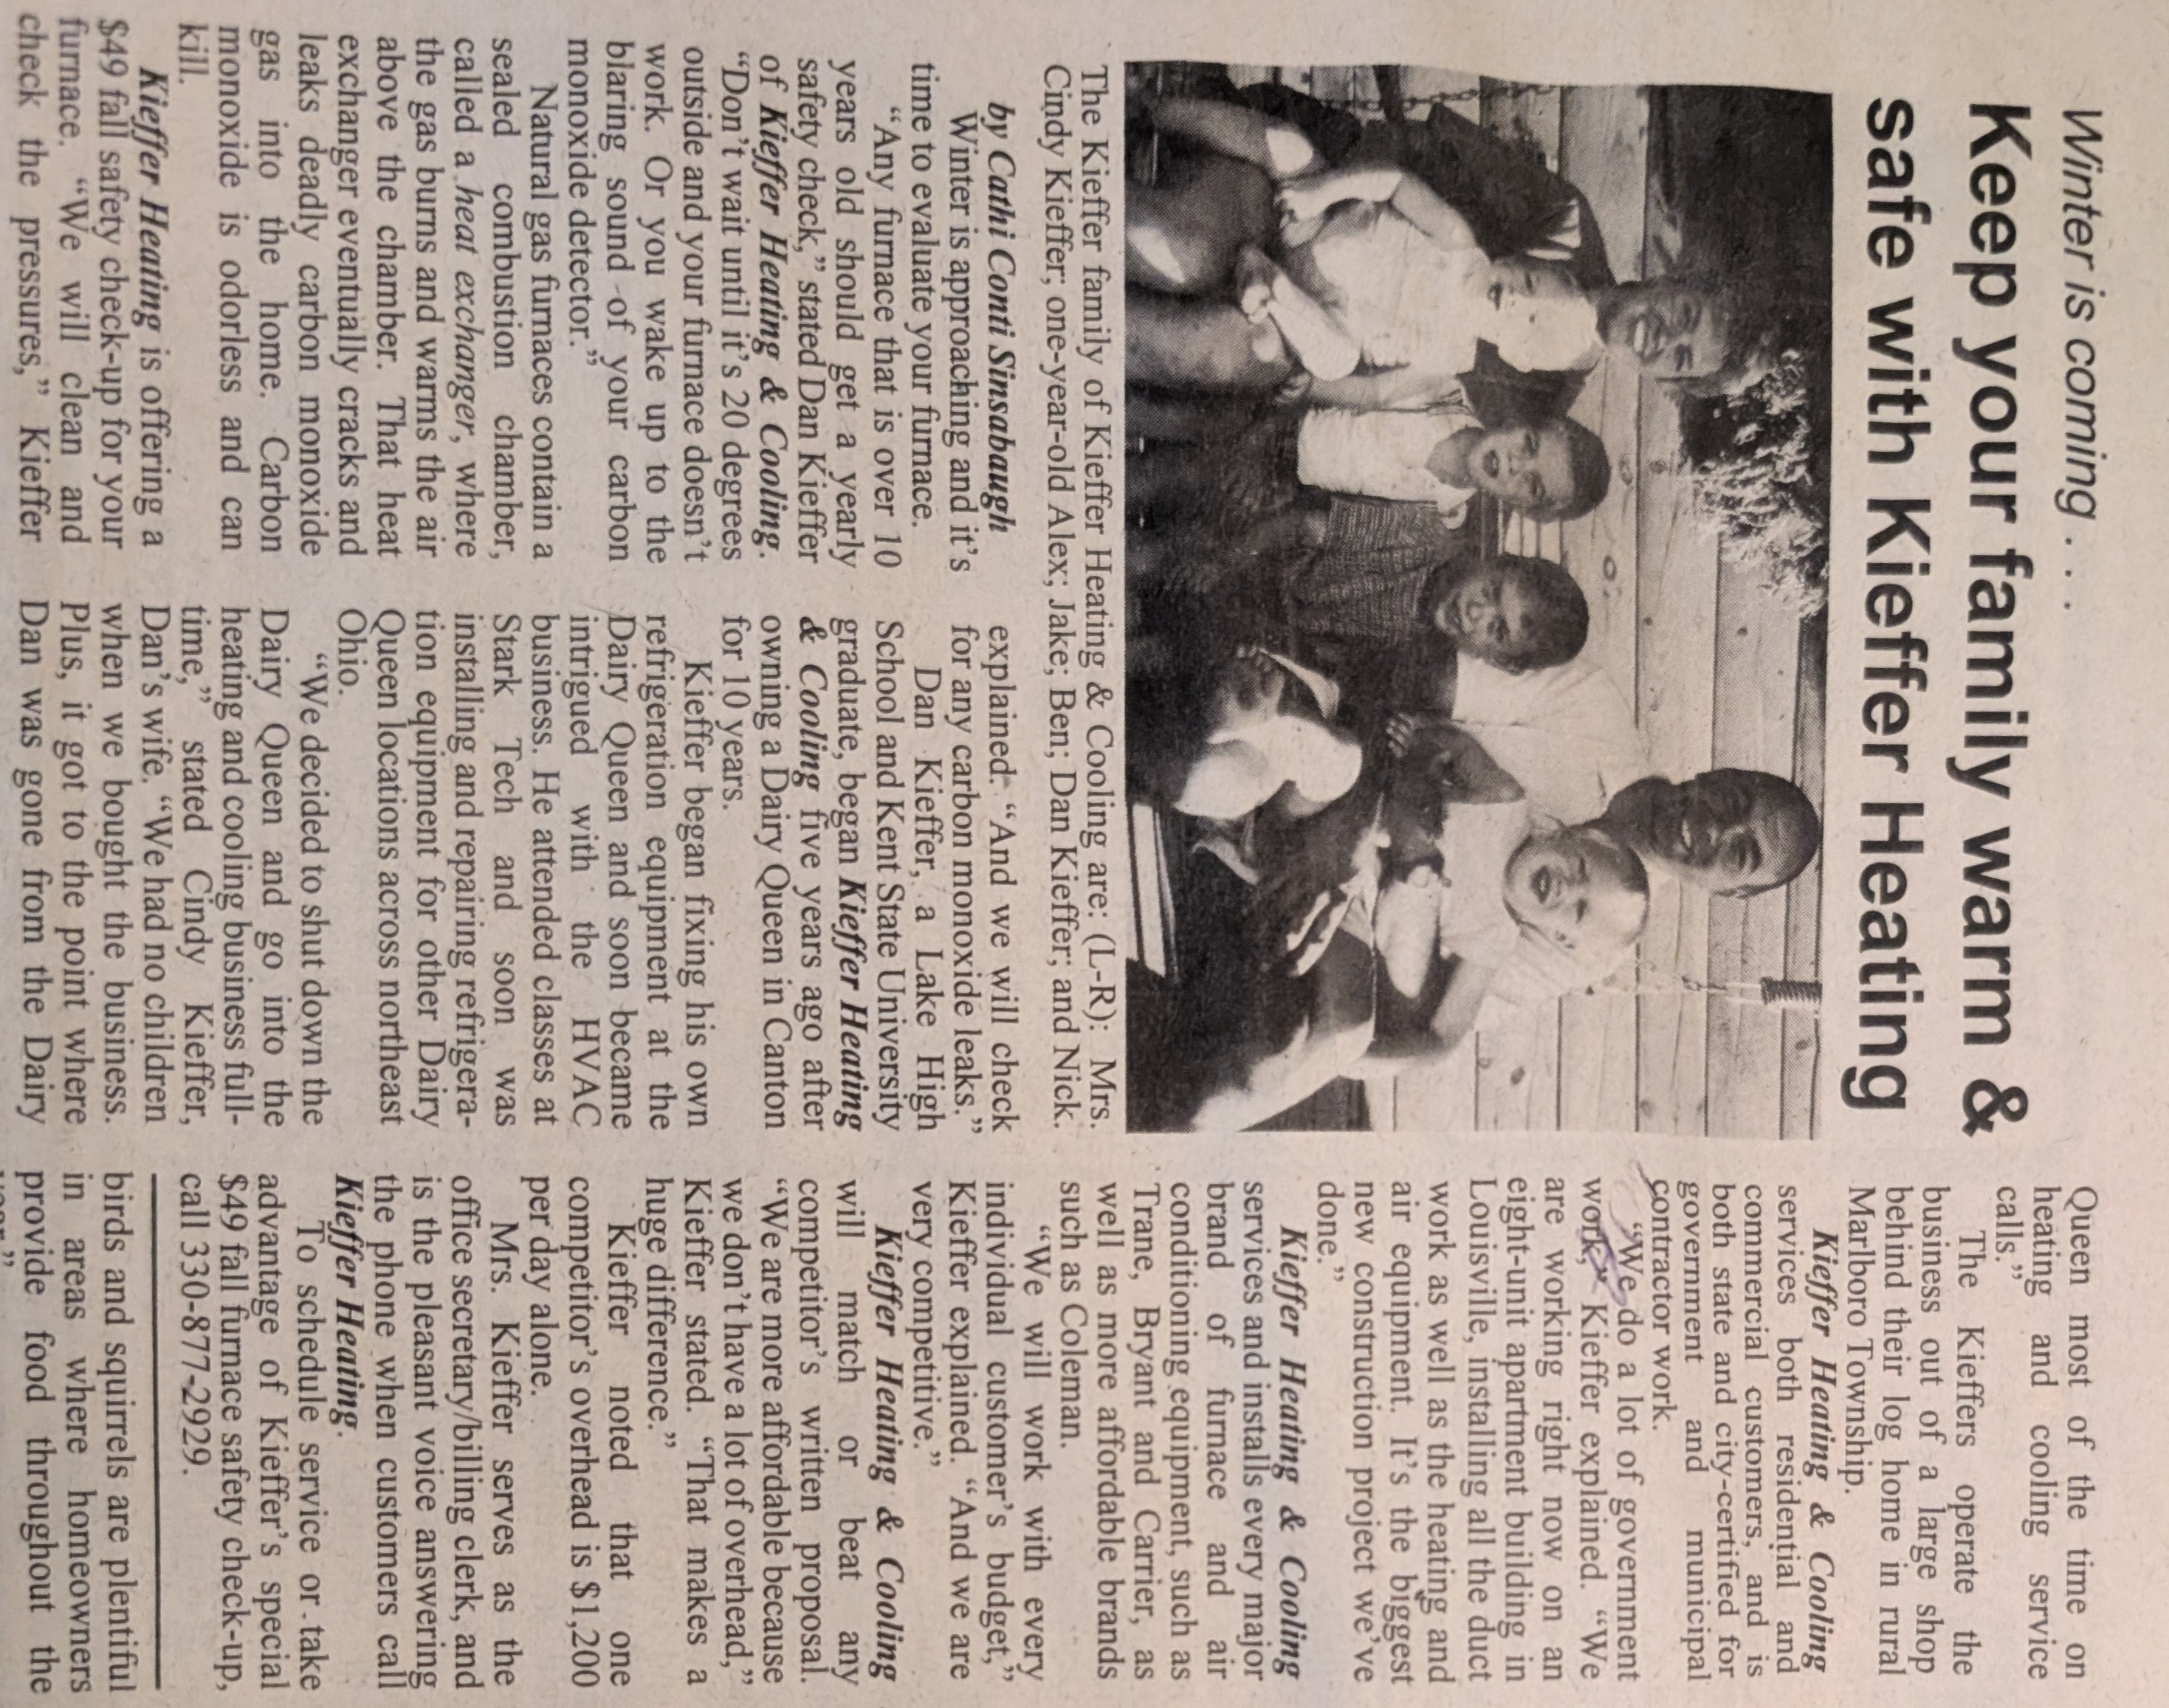 Winter is coming . . .
Keep your family warm &
safe with Kieffer Heating
The Kieffer family of Kieffer Heating & Cooling are: (L-R): Mrs.
Cindy Kieffer; one-year-old Alex; Jake; Ben; Dan Kieffer; and Nick.
by Cathi Conti Sinsabaugh
Winter is approaching and it's
time to evaluate your furnace.
"Any furnace that is over 10
years old should get a yearly
safety check," stated Dan Kieffer
of Kieffer Heating & Cooling.
"Don't wait until it's 20 degrees
outside and your furnace doesn't
work. Or you wake up to the
blaring sound of your carbon
monoxide detector."
Natural gas furnaces contain a
sealed combustion chamber,
called a heat exchanger, where
the gas burns and warms the air
above the chamber. That heat
exchanger eventually cracks and
leaks deadly carbon monoxide
gas into the home. Carbon
monoxide is odorless and can
kill.
Kieffer Heating is offering a
$49 fall safety check-up for your
furnace. "We will clean and
check the pressures," Kieffer
explained. "And we will check
for any carbon monoxide leaks."
Dan Kieffer, a Lake High
School and Kent State University
graduate, began Kieffer Heating
& Cooling five years ago after
owning a Dairy Queen in Canton
for 10 years.
Kieffer began fixing his own
refrigeration equipment at the
Dairy Queen and soon became
intrigued with the HVAC
business. He attended classes at
Stark Tech and soon was
installing and repairing refrigera-
tion equipment for other Dairy
Queen locations across northeast
Ohio.
"We decided to shut down the
Dairy Queen and go into the
heating and cooling business full-
time," stated Cindy Kieffer,
Dan's wife. "We had no children
when we bought the business.
Plus, it got to the point where
Dan was gone from the Dairy
Queen most of the time on
heating and cooling service
calls."
The Kieffers operate the
business out of a large shop
behind their log home in rural
Marlboro Township.
Kieffer Heating & Cooling
services both residential and
commercial customers, and is
both state and city-certified for
government and municipal
contractor work.
"We do a lot of government
work," Kieffer explained. "We
are working right now on an
eight-unit apartment building in
Louisville, installing all the duct
work as well as the heating and
air equipment. It's the biggest
new construction project we've
done."
Kieffer Heating & Cooling
services and installs every major
brand of furnace and air
conditioning equipment, such as
Trane, Bryant and Carrier, as
well as more affordable brands
such as Coleman.
"We will work with every
individual customer's budget,"
Kieffer explained. "And we are
very competitive."
Kieffer Heating & Cooling
will match or beat any
competitor's written proposal.
"We are more affordable because
we don't have a lot of overhead,"
Kieffer stated. "That makes a
huge difference."
Kieffer noted that one
competitor's overhead is $1,200
per day alone.
Mrs. Kieffer serves as the
office secretary/billing clerk, and
is the pleasant voice answering
the phone when customers call
Kieffer Heating.
To schedule service or take
advantage of Kieffer's special
$49 fall furnace safety check-up,
call 330-877-2929.
birds and squirrels are plentiful
in areas where homeowners
provide food throughout the